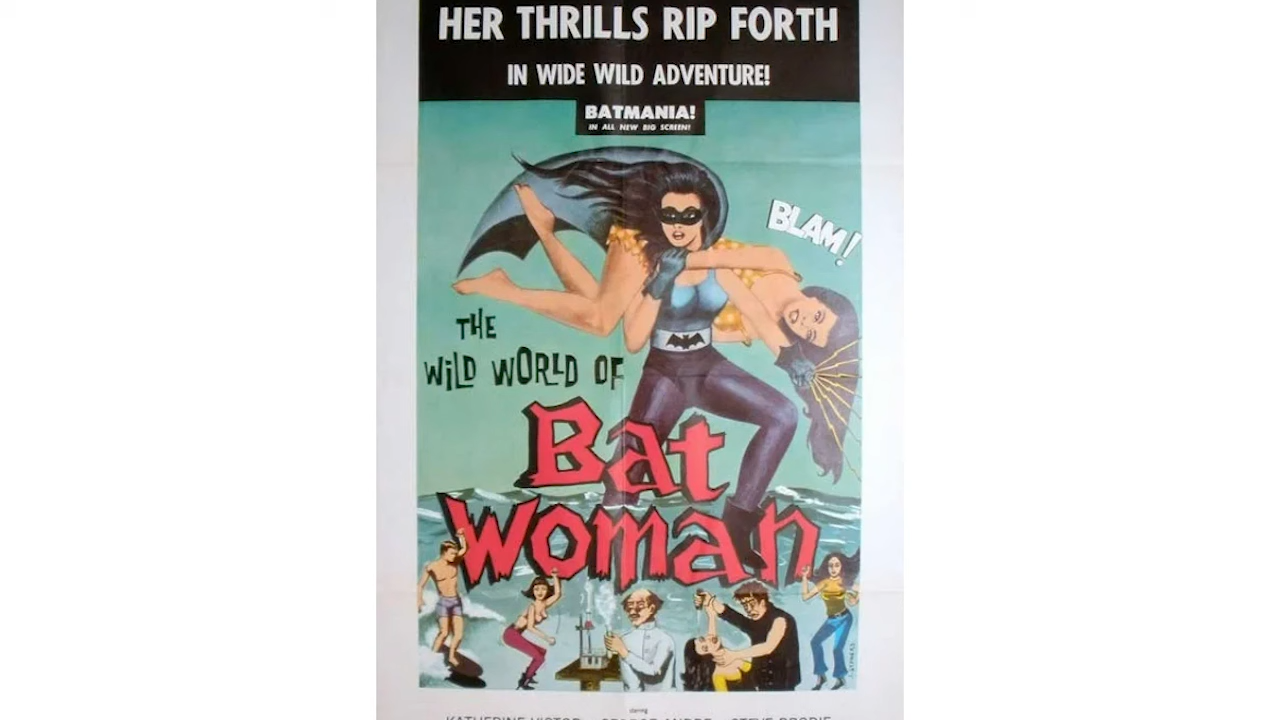 HER THRILLS RIP FORTH
IN WIDE WILD ADVENTURE!
BATMANIA!
IN ALL NEW BIG SCREEN!
BLAM!
THE
WILD WORLD OF
Bat
Woman
starring